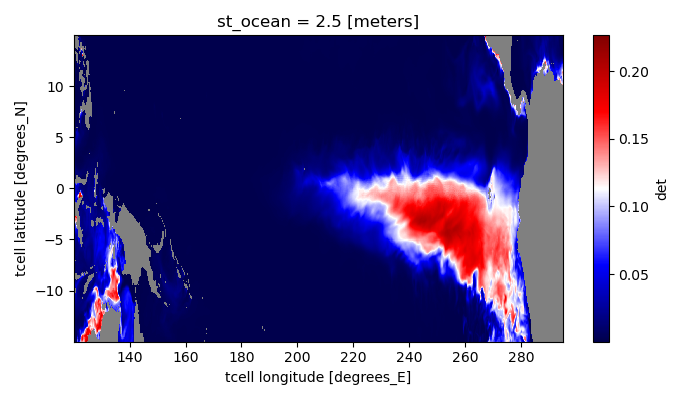 st_ocean = 2.5 [meters]
10
5
0
−5
−10
tcell latitude [degrees_N]
140 160 180 200 220 240 260 280
tcell longitude [degrees_E]
0.20
0.15
0.10
0.05
det